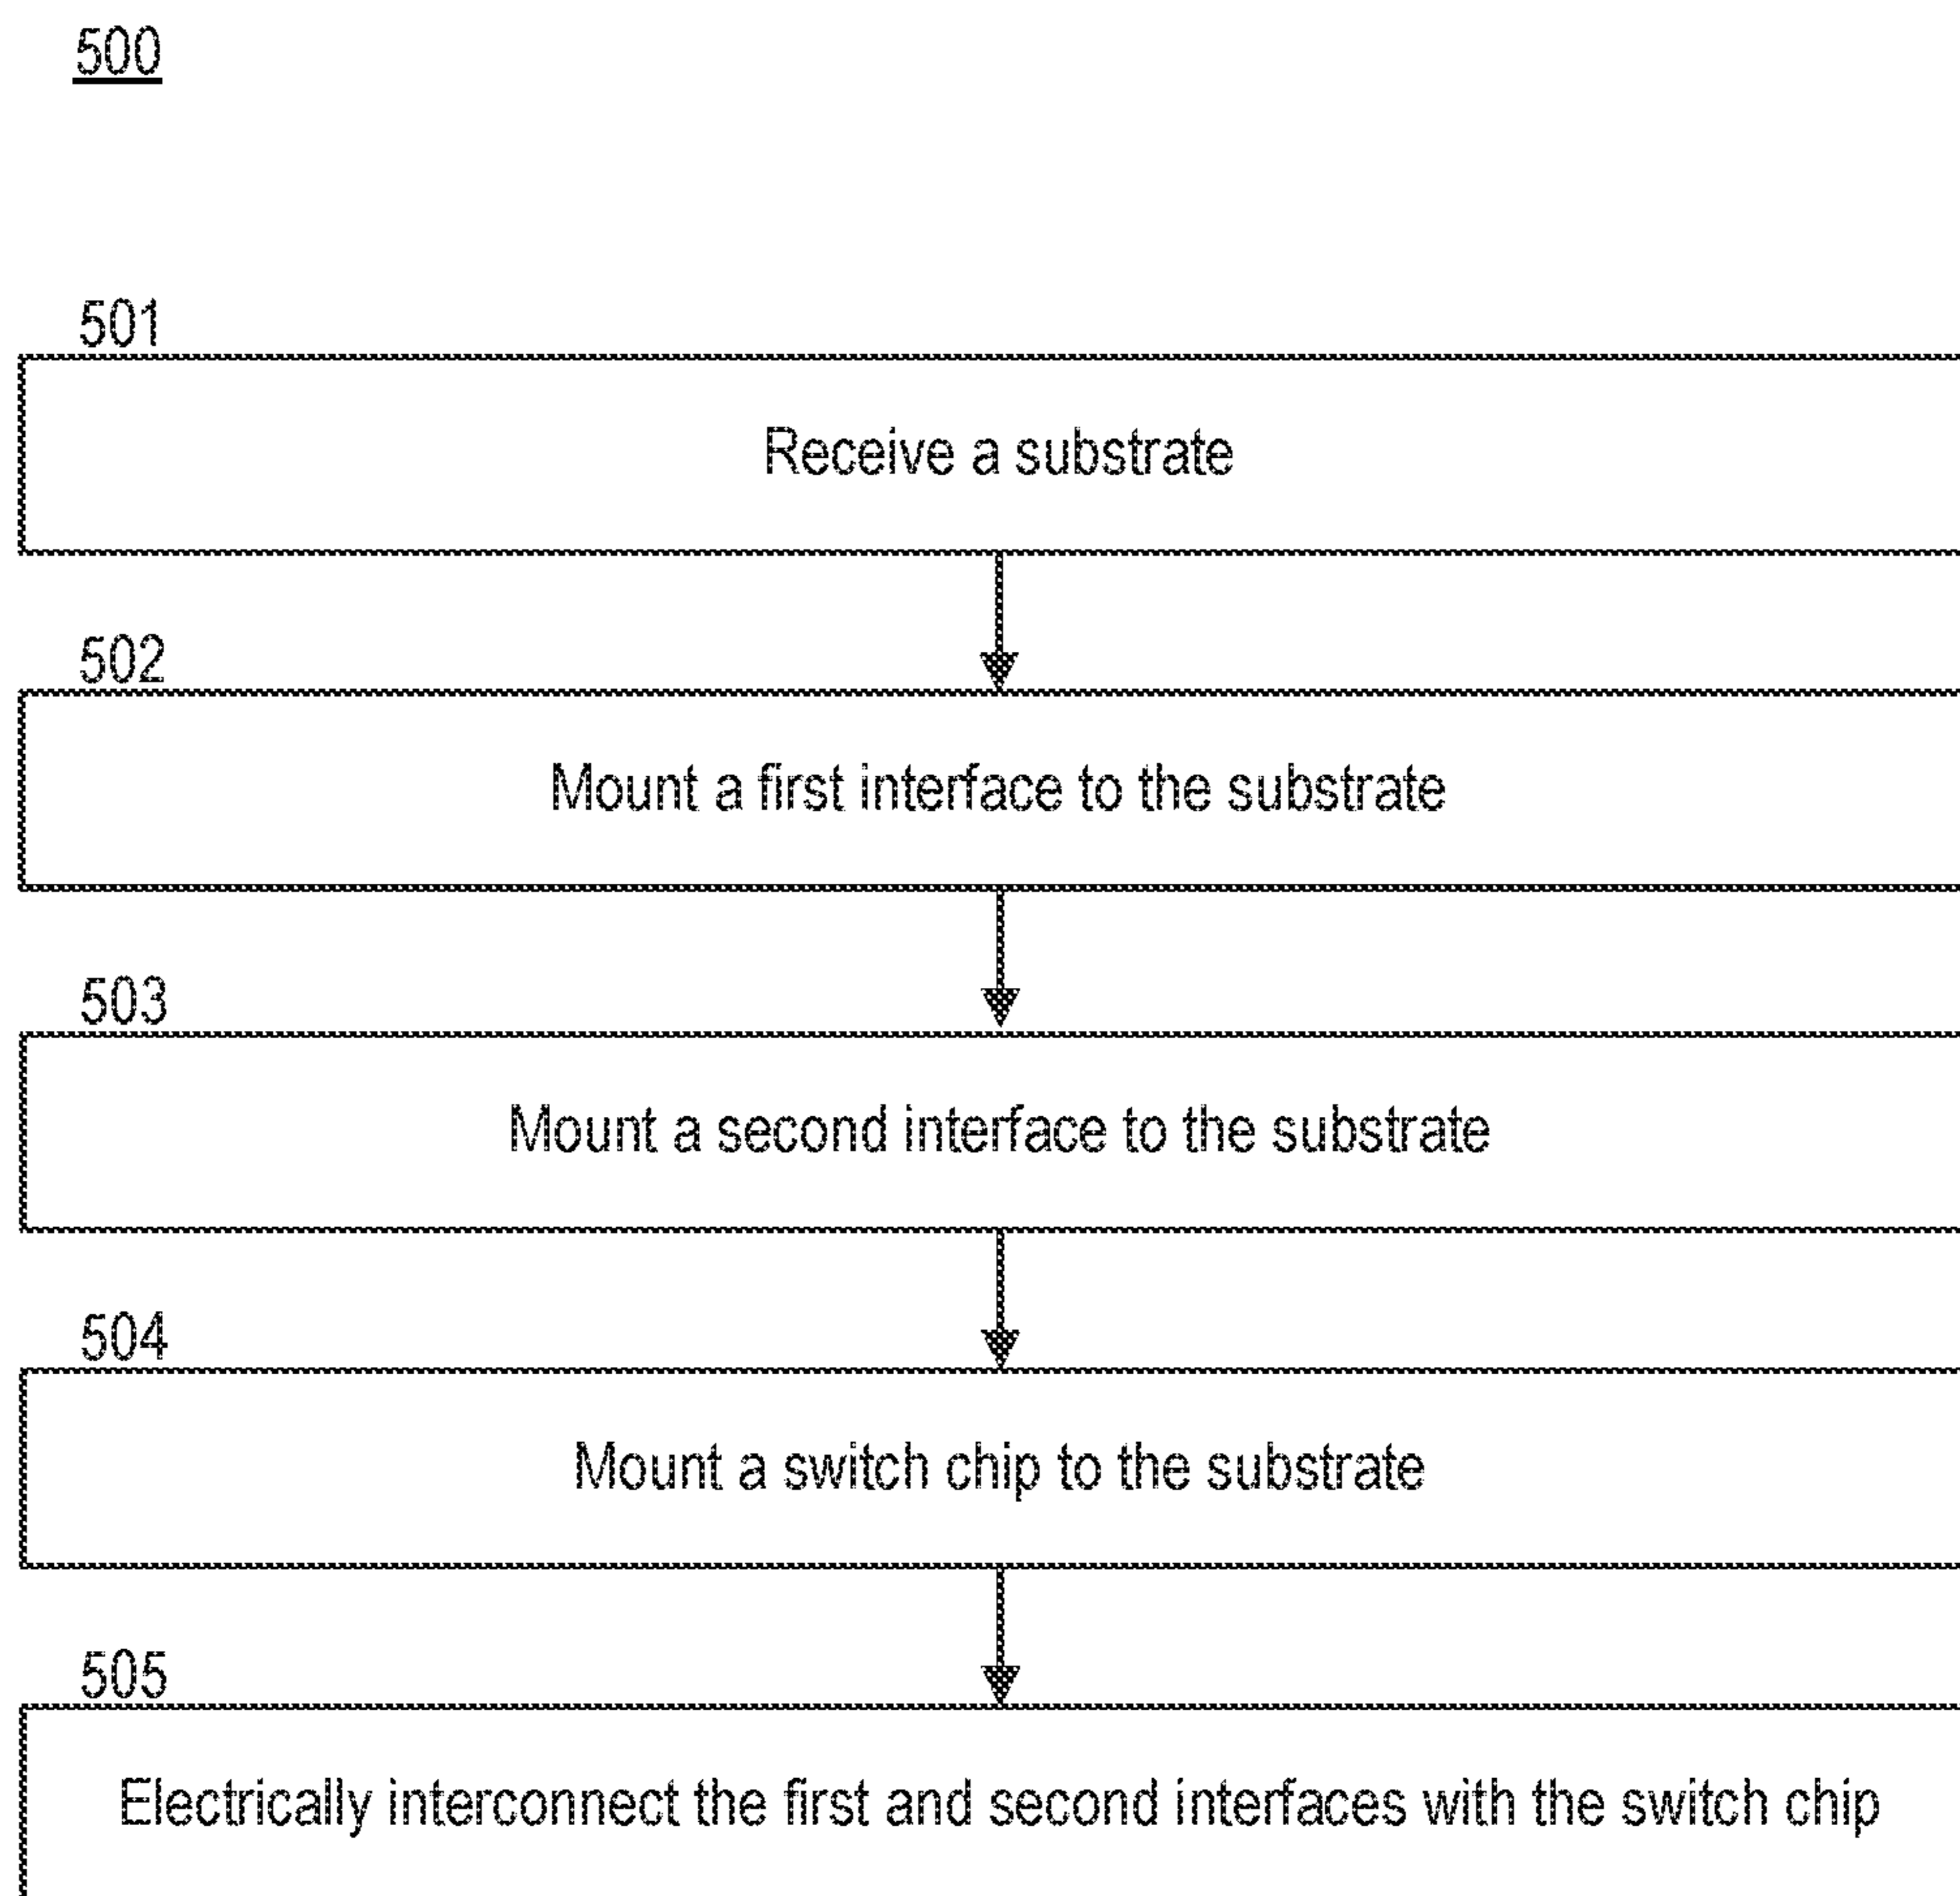 500
501
Receive a substrate
502
Mount a first interface to the substrate
503
Mount a second interface to the substrate
504
Mount a switch chip to the substrate
505
Electrically interconnect the first and second interfaces with the switch chip